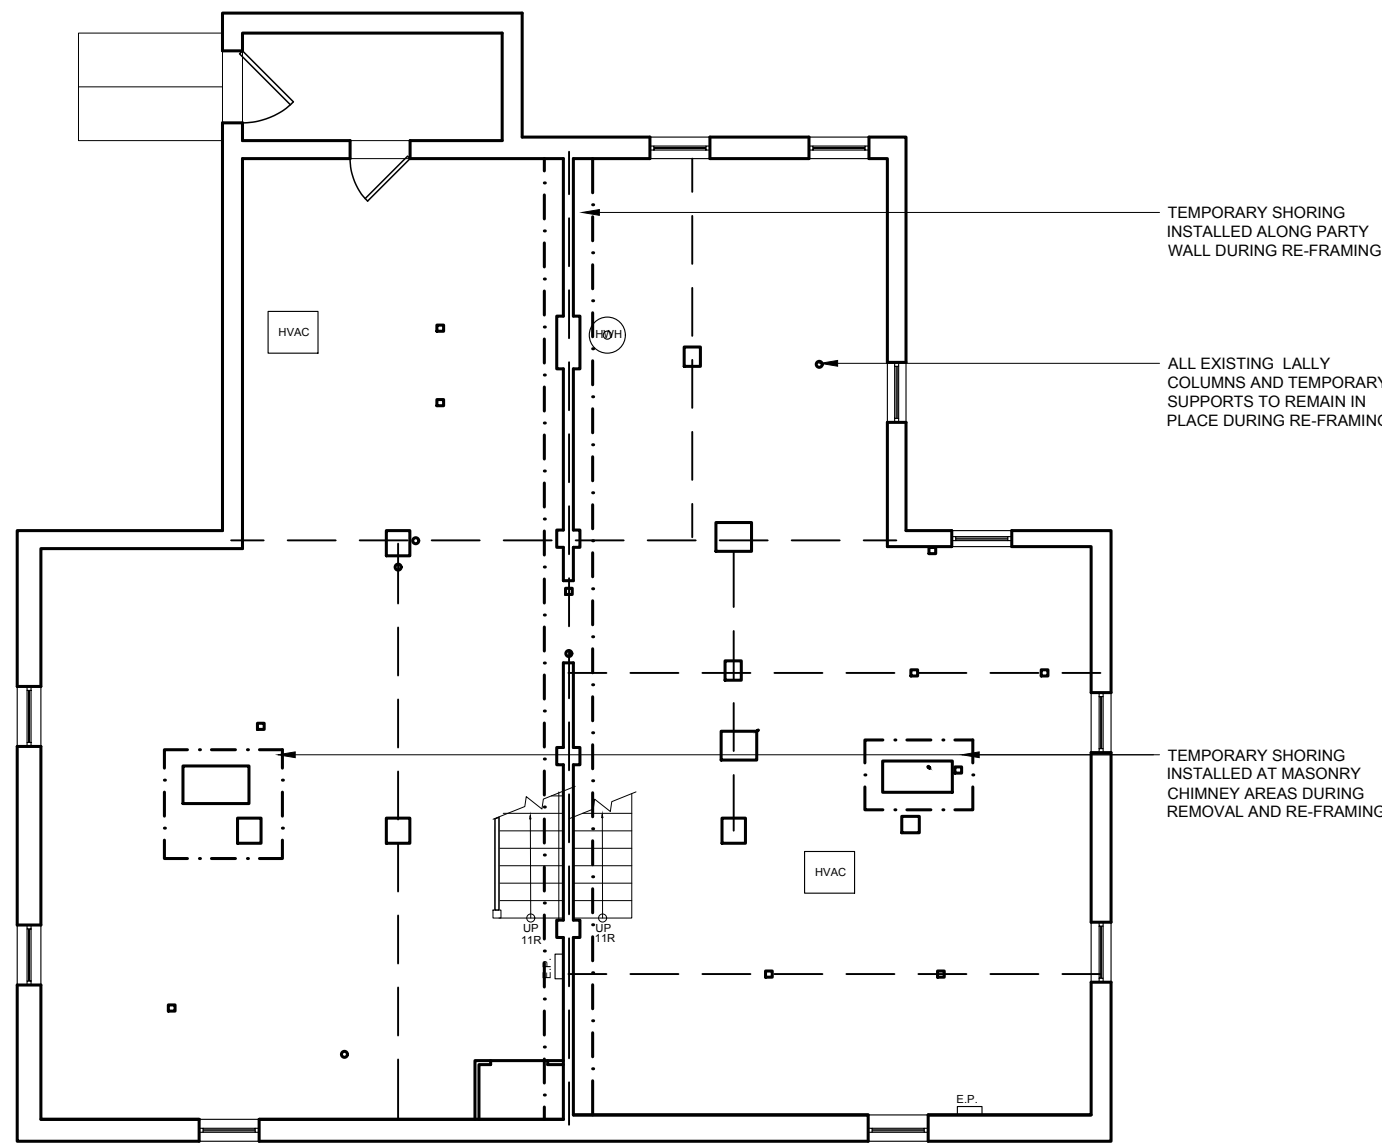 TEMPORARY SHORING
INSTALLED ALONG PARTY
WALL DURING RE-FRAMING
HVAC
HWH
ALL EXISTING LALLY
COLUMNS AND TEMPORARY
SUPPORTS TO REMAIN IN
PLACE DURING RE-FRAMING
TEMPORARY SHORING
INSTALLED AT MASONRY
CHIMNEY AREAS DURING
REMOVAL AND RE-FRAMING
HVAC
UP
11R
UP
11R
E.P.
E.P.